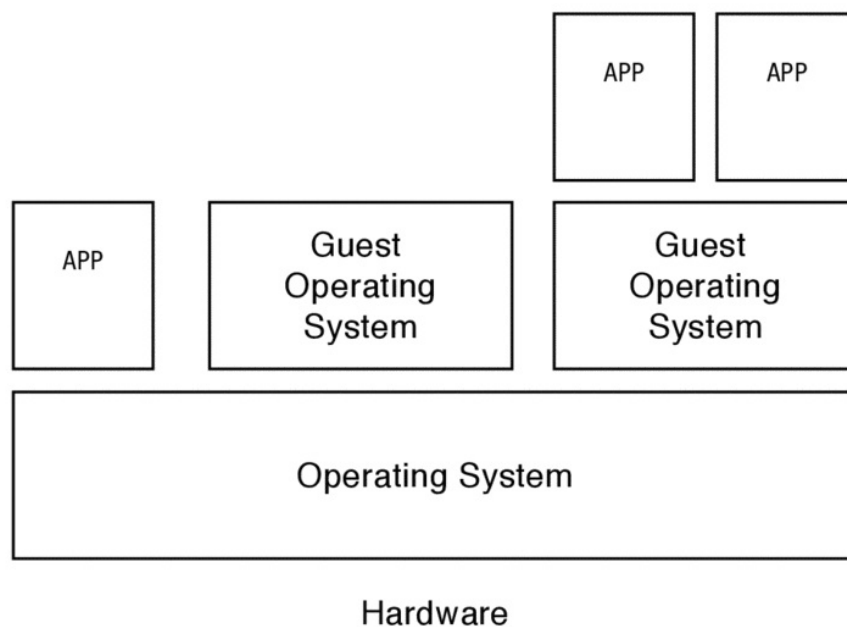 APP APP
APP
Guest
Operating
System
Guest
Operating
System
Operating System
Hardware